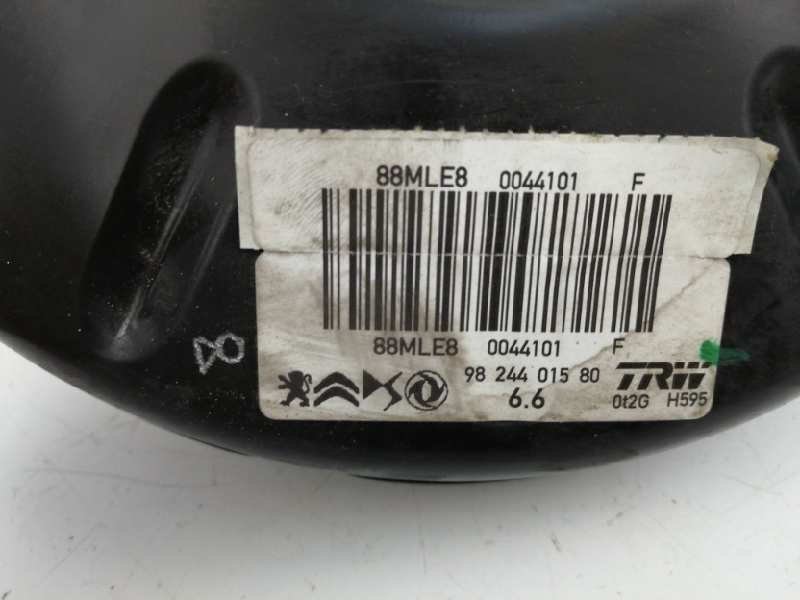 88MLE8 0044101 F
88MLE8 0044101 F
98 244 015 80 TRW
6.6 0t2G H595
DO